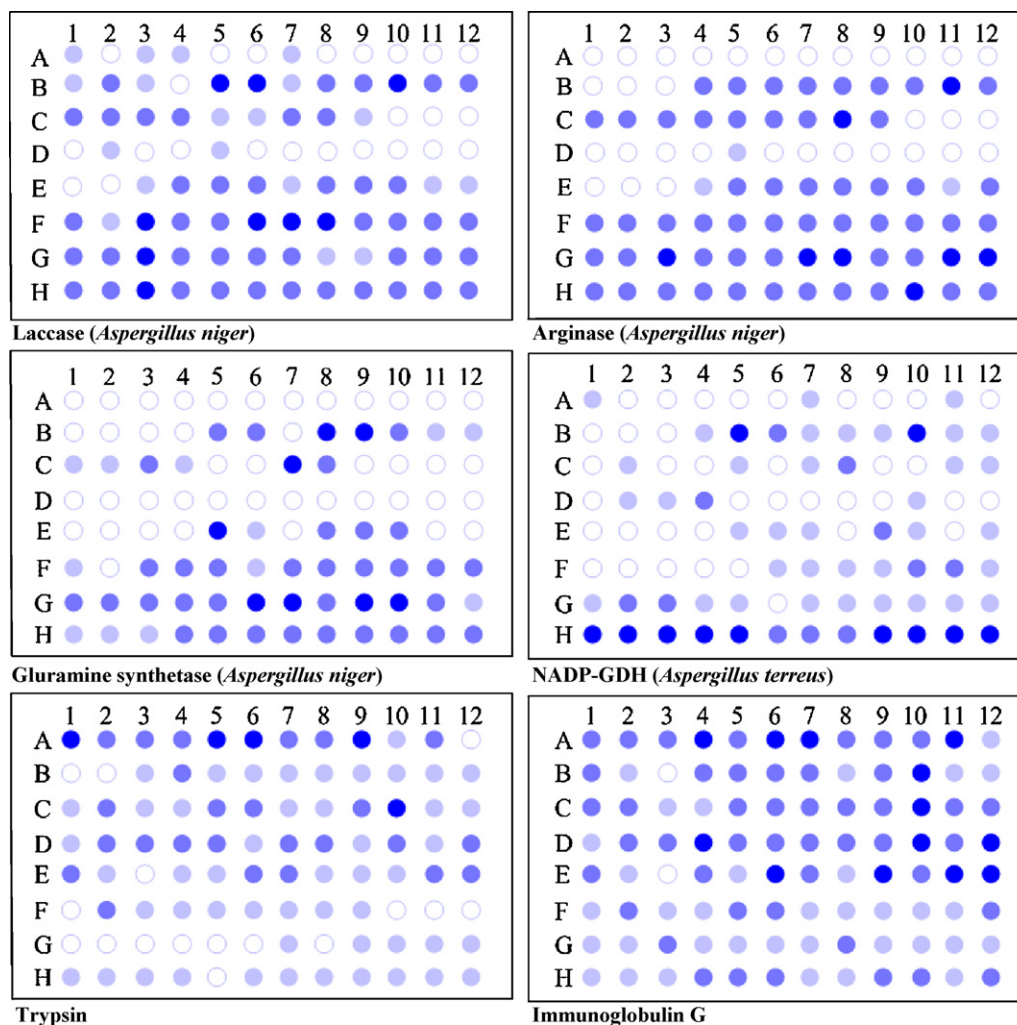 1 2 3 4 5 6 7 8 9 10 11 12
A
B
C
D
E
F
G
H
Laccase (Aspergillus niger)
1 2 3 4 5 6 7 8 9 10 11 12
A
B
C
D
E
F
G
H
Arginase (Aspergillus niger)
1 2 3 4 5 6 7 8 9 10 11 12
A
B
C
D
E
F
G
H
Gluramine synthetase (Aspergillus niger)
1 2 3 4 5 6 7 8 9 10 11 12
A
B
C
D
E
F
G
H
NADP-GDH (Aspergillus terreus)
1 2 3 4 5 6 7 8 9 10 11 12
A
B
C
D
E
F
G
H
Trypsin
1 2 3 4 5 6 7 8 9 10 11 12
A
B
C
D
E
F
G
H
Immunoglobulin G